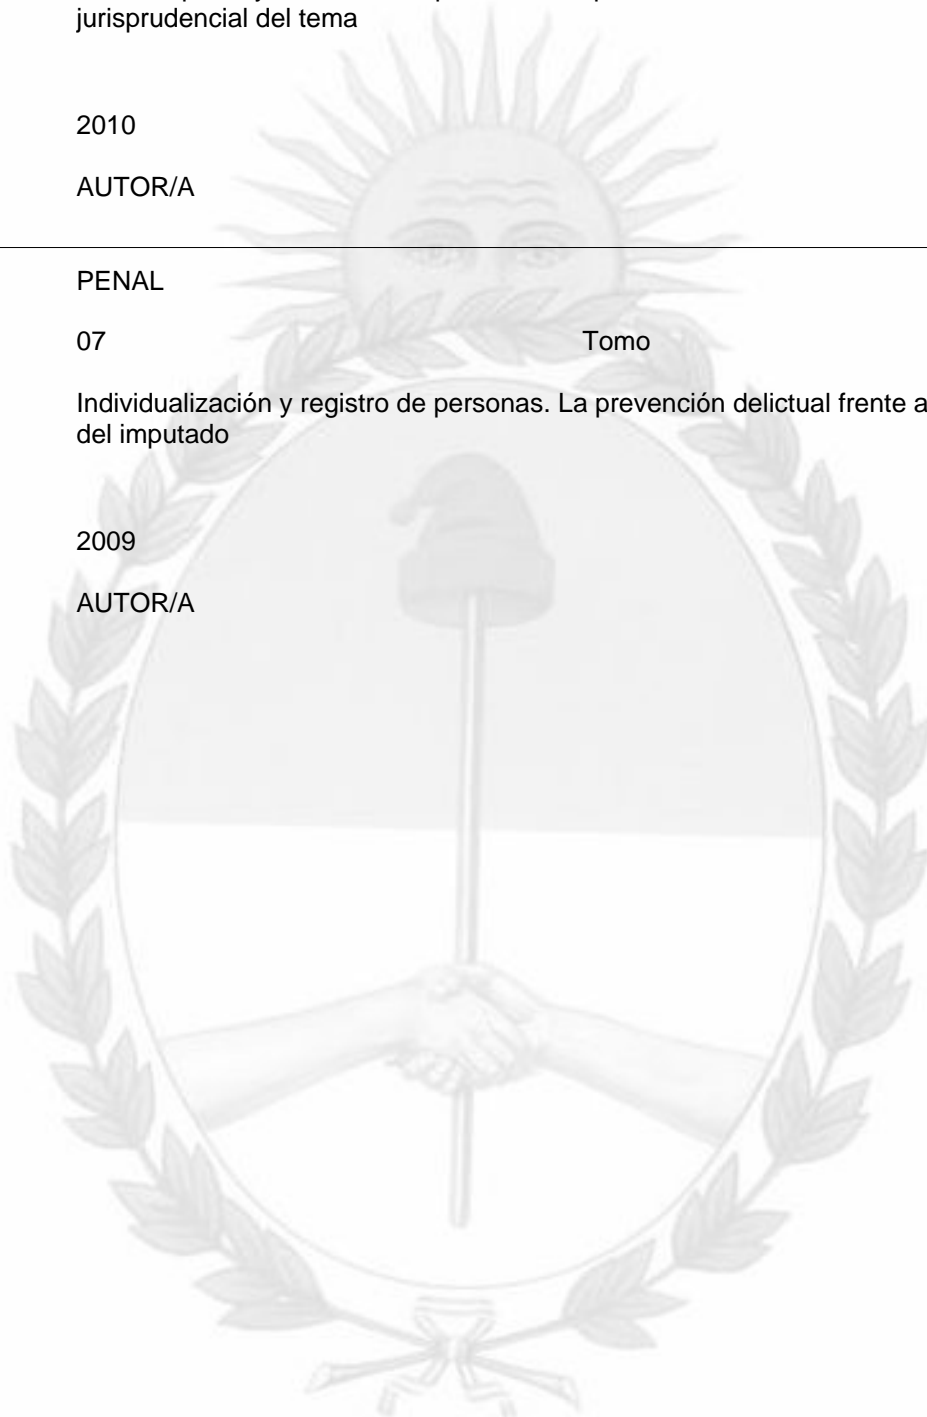 jurisprudencial del tema
2010
AUTOR/A
PENAL
07 Tomo
Individualización y registro de personas. La prevención delictual frente a
del imputado
2009
AUTOR/A